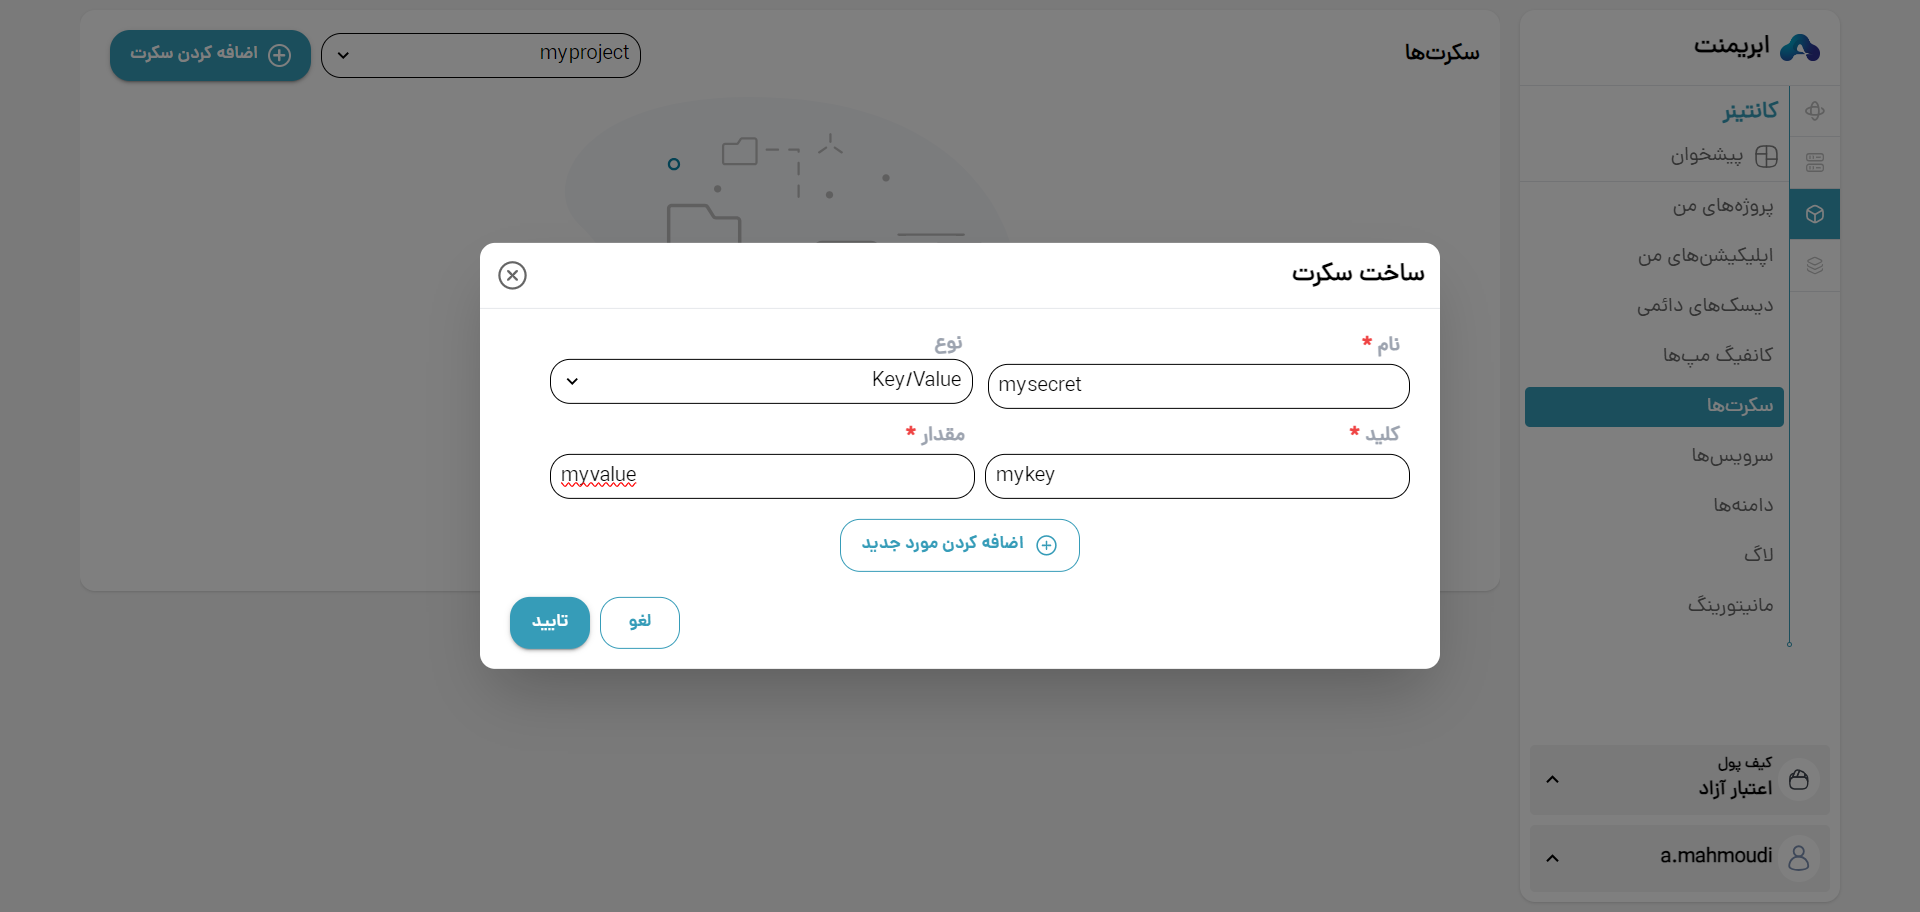 ابریمنت
کانتینر
پیشخوان
پروژه‌های من
اپلیکیشن‌های من
دیسک‌های دائمی
کانفیگ مپ‌ها
سکرت‌ها
سرویس‌ها
دامنه‌ها
لاگ
مانیتورینگ
کیف پول
اعتبار آزاد
a.mahmoudi
سکرت‌ها
myproject
اضافه کردن سکرت
ساخت سکرت
نام *
mysecret
نوع
Key/Value
کلید *
mykey
مقدار *
myvalue
اضافه کردن مورد جدید
لغو
تایید